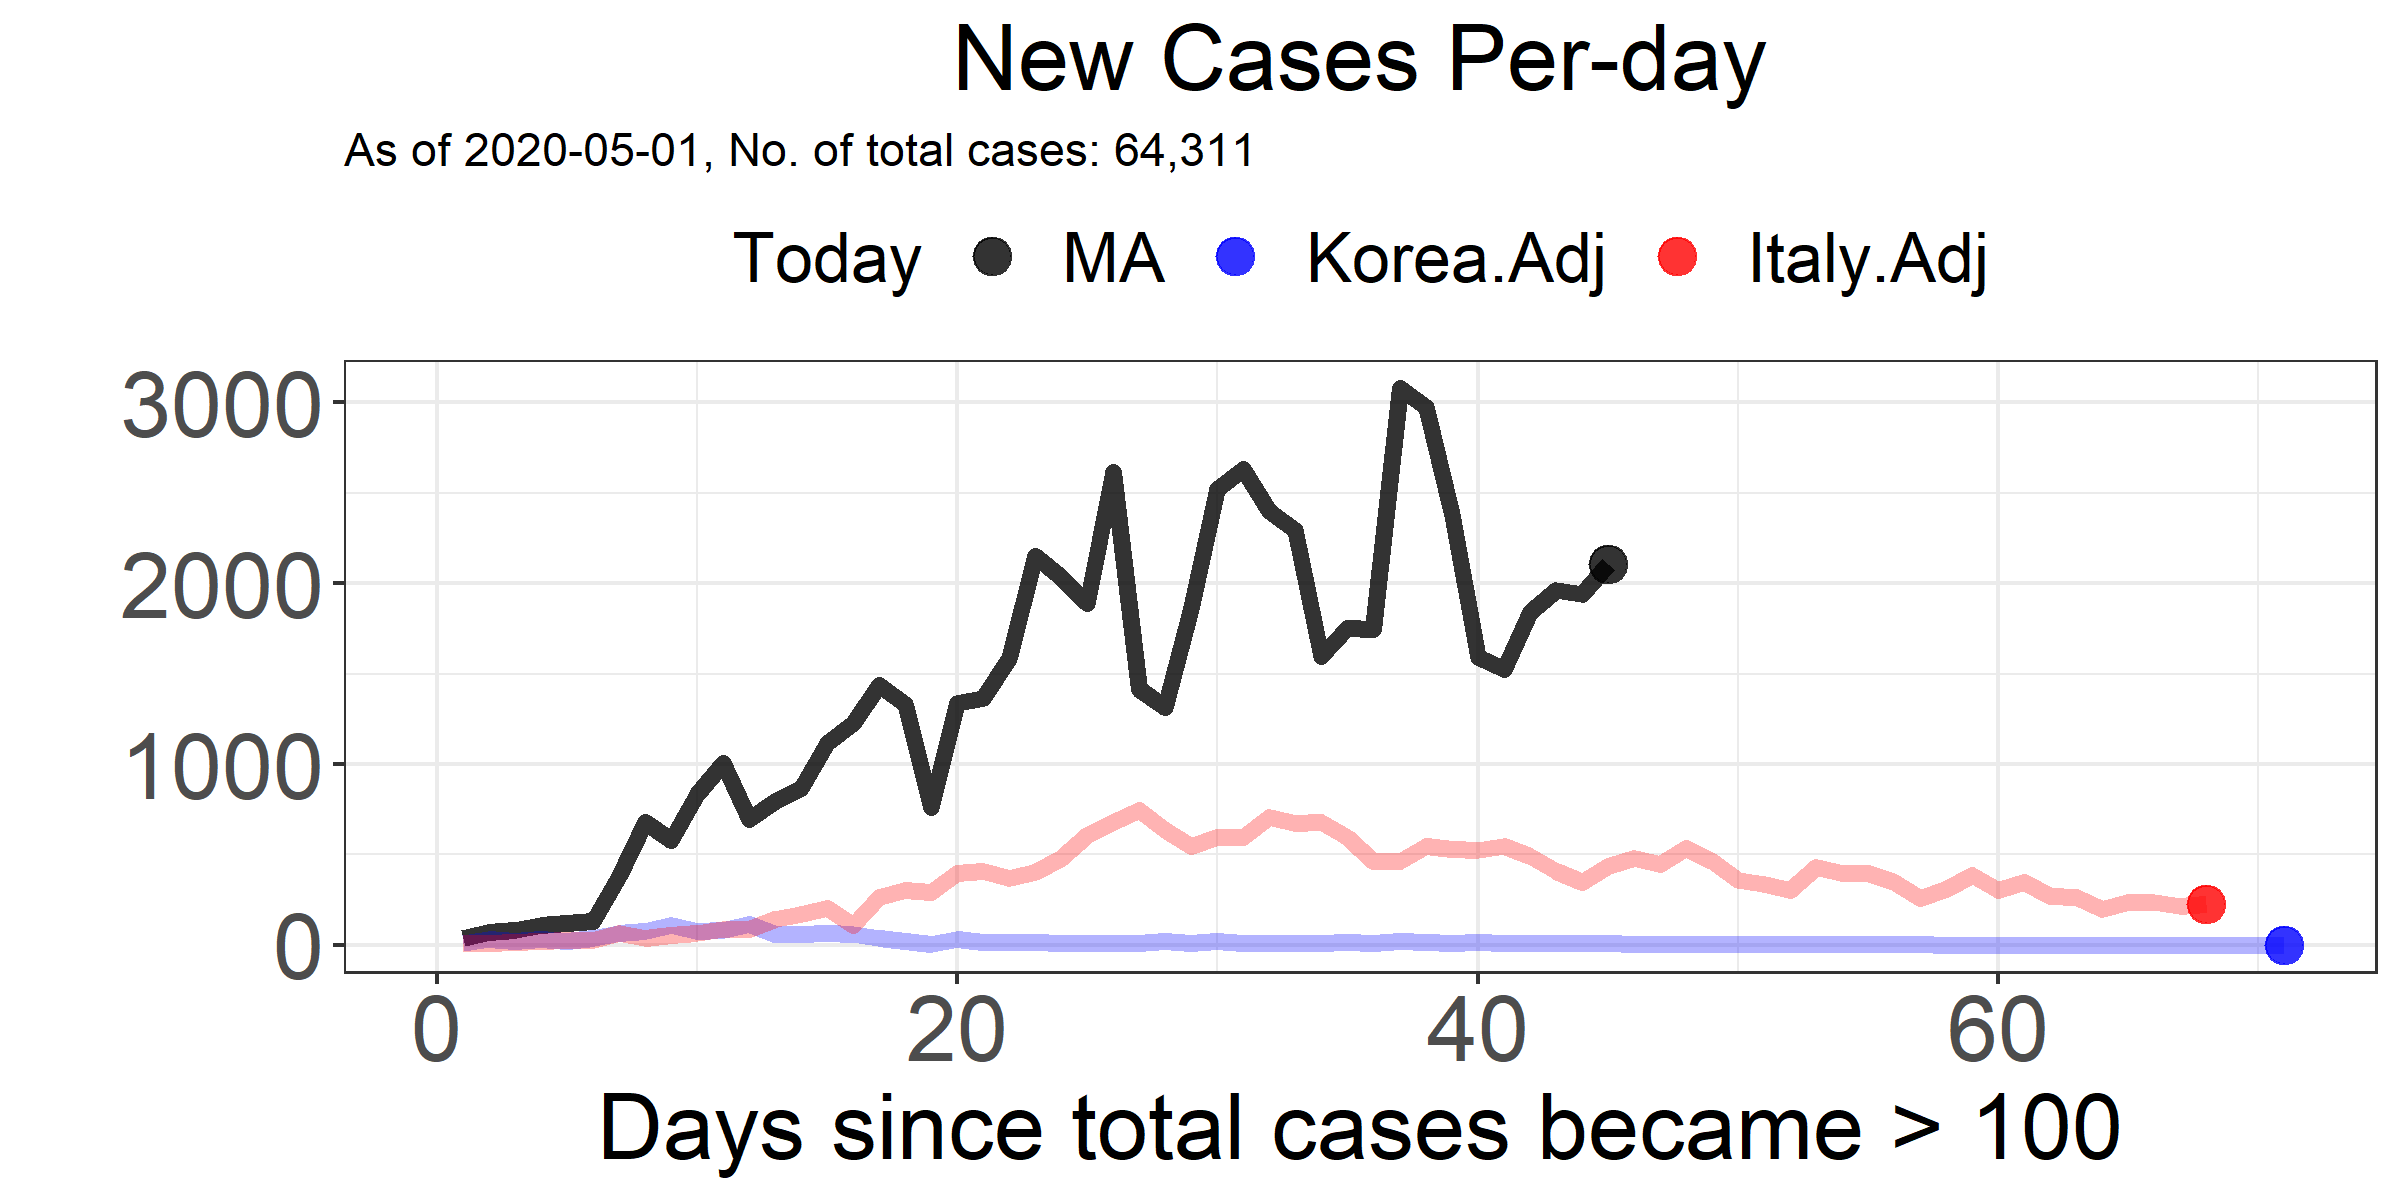 New Cases Per-day
As of 2020-05-01, No. of total cases: 64,311
Today MA Korea.Adj Italy.Adj
3000
2000
1000
0
0 20 40 60
Days since total cases became > 100